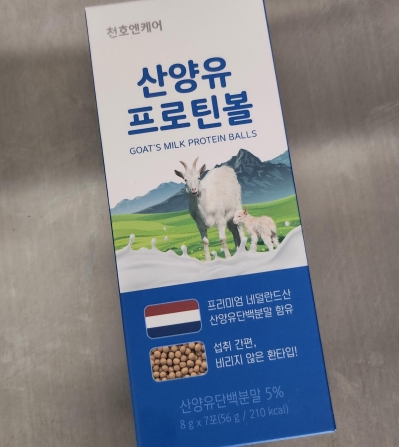 천호엔케어
산양유
프로틴볼
GOAT'S MILK PROTEIN BALLS
프리미엄 네덜란드산
산양유단백분말 함유
섭취 간편,
비리지 않은 환타입!
산양유단백분말 5%
8 g x 7포(56 g / 210 kcal)